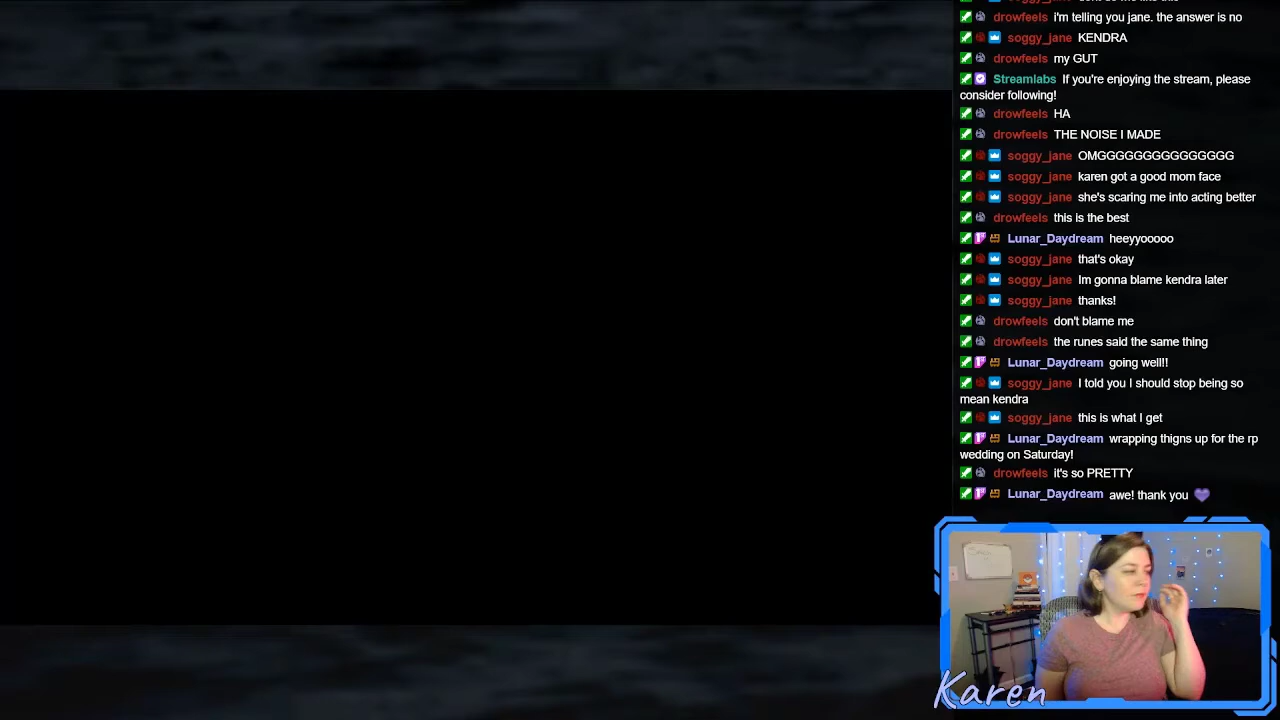 drowfeels i'm telling you jane. the answer is no
soggy_jane KENDRA
drowfeels my GUT
Streamlabs If you're enjoying the stream, please
consider following!
drowfeels HA
drowfeels THE NOISE I MADE
soggy_jane OMGGGGGGGGGGGGGGG
soggy_jane karen got a good mom face
soggy_jane she's scaring me into acting better
drowfeels this is the best
Lunar_Daydream heeyyooooo
soggy_jane that's okay
soggy_jane Im gonna blame kendra later
soggy_jane thanks!
drowfeels don't blame me
drowfeels the runes said the same thing
Lunar_Daydream going well!!
soggy_jane I told you I should stop being so
mean kendra
soggy_jane this is what I get
Lunar_Daydream wrapping thigns up for the rp
wedding on Saturday!
drowfeels it's so PRETTY
Lunar_Daydream awe! thank you 💜
Karen